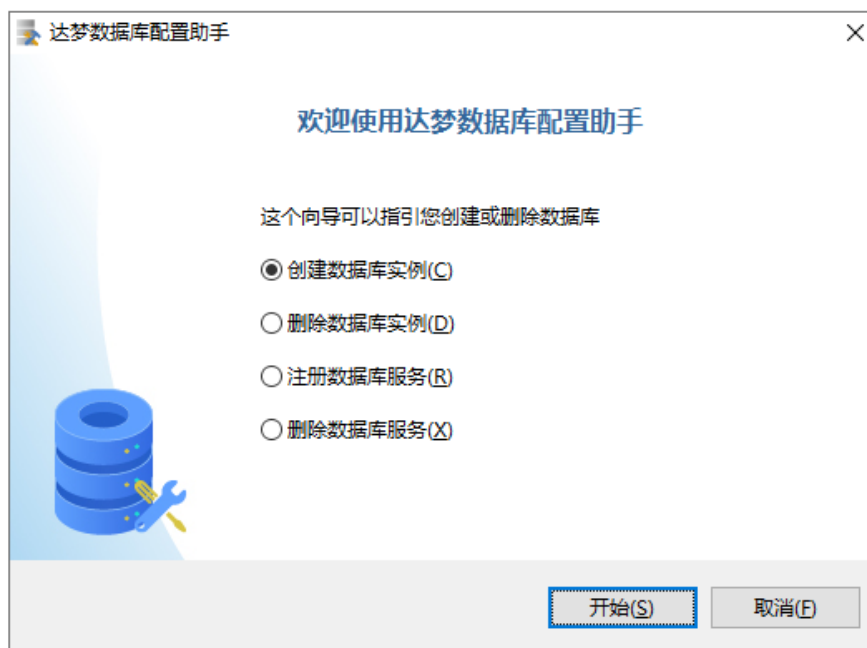 达梦数据库配置助手
欢迎使用达梦数据库配置助手
这个向导可以指引您创建或删除数据库
创建数据库实例(C)
删除数据库实例(D)
注册数据库服务(R)
删除数据库服务(X)
开始(S)
取消(F)